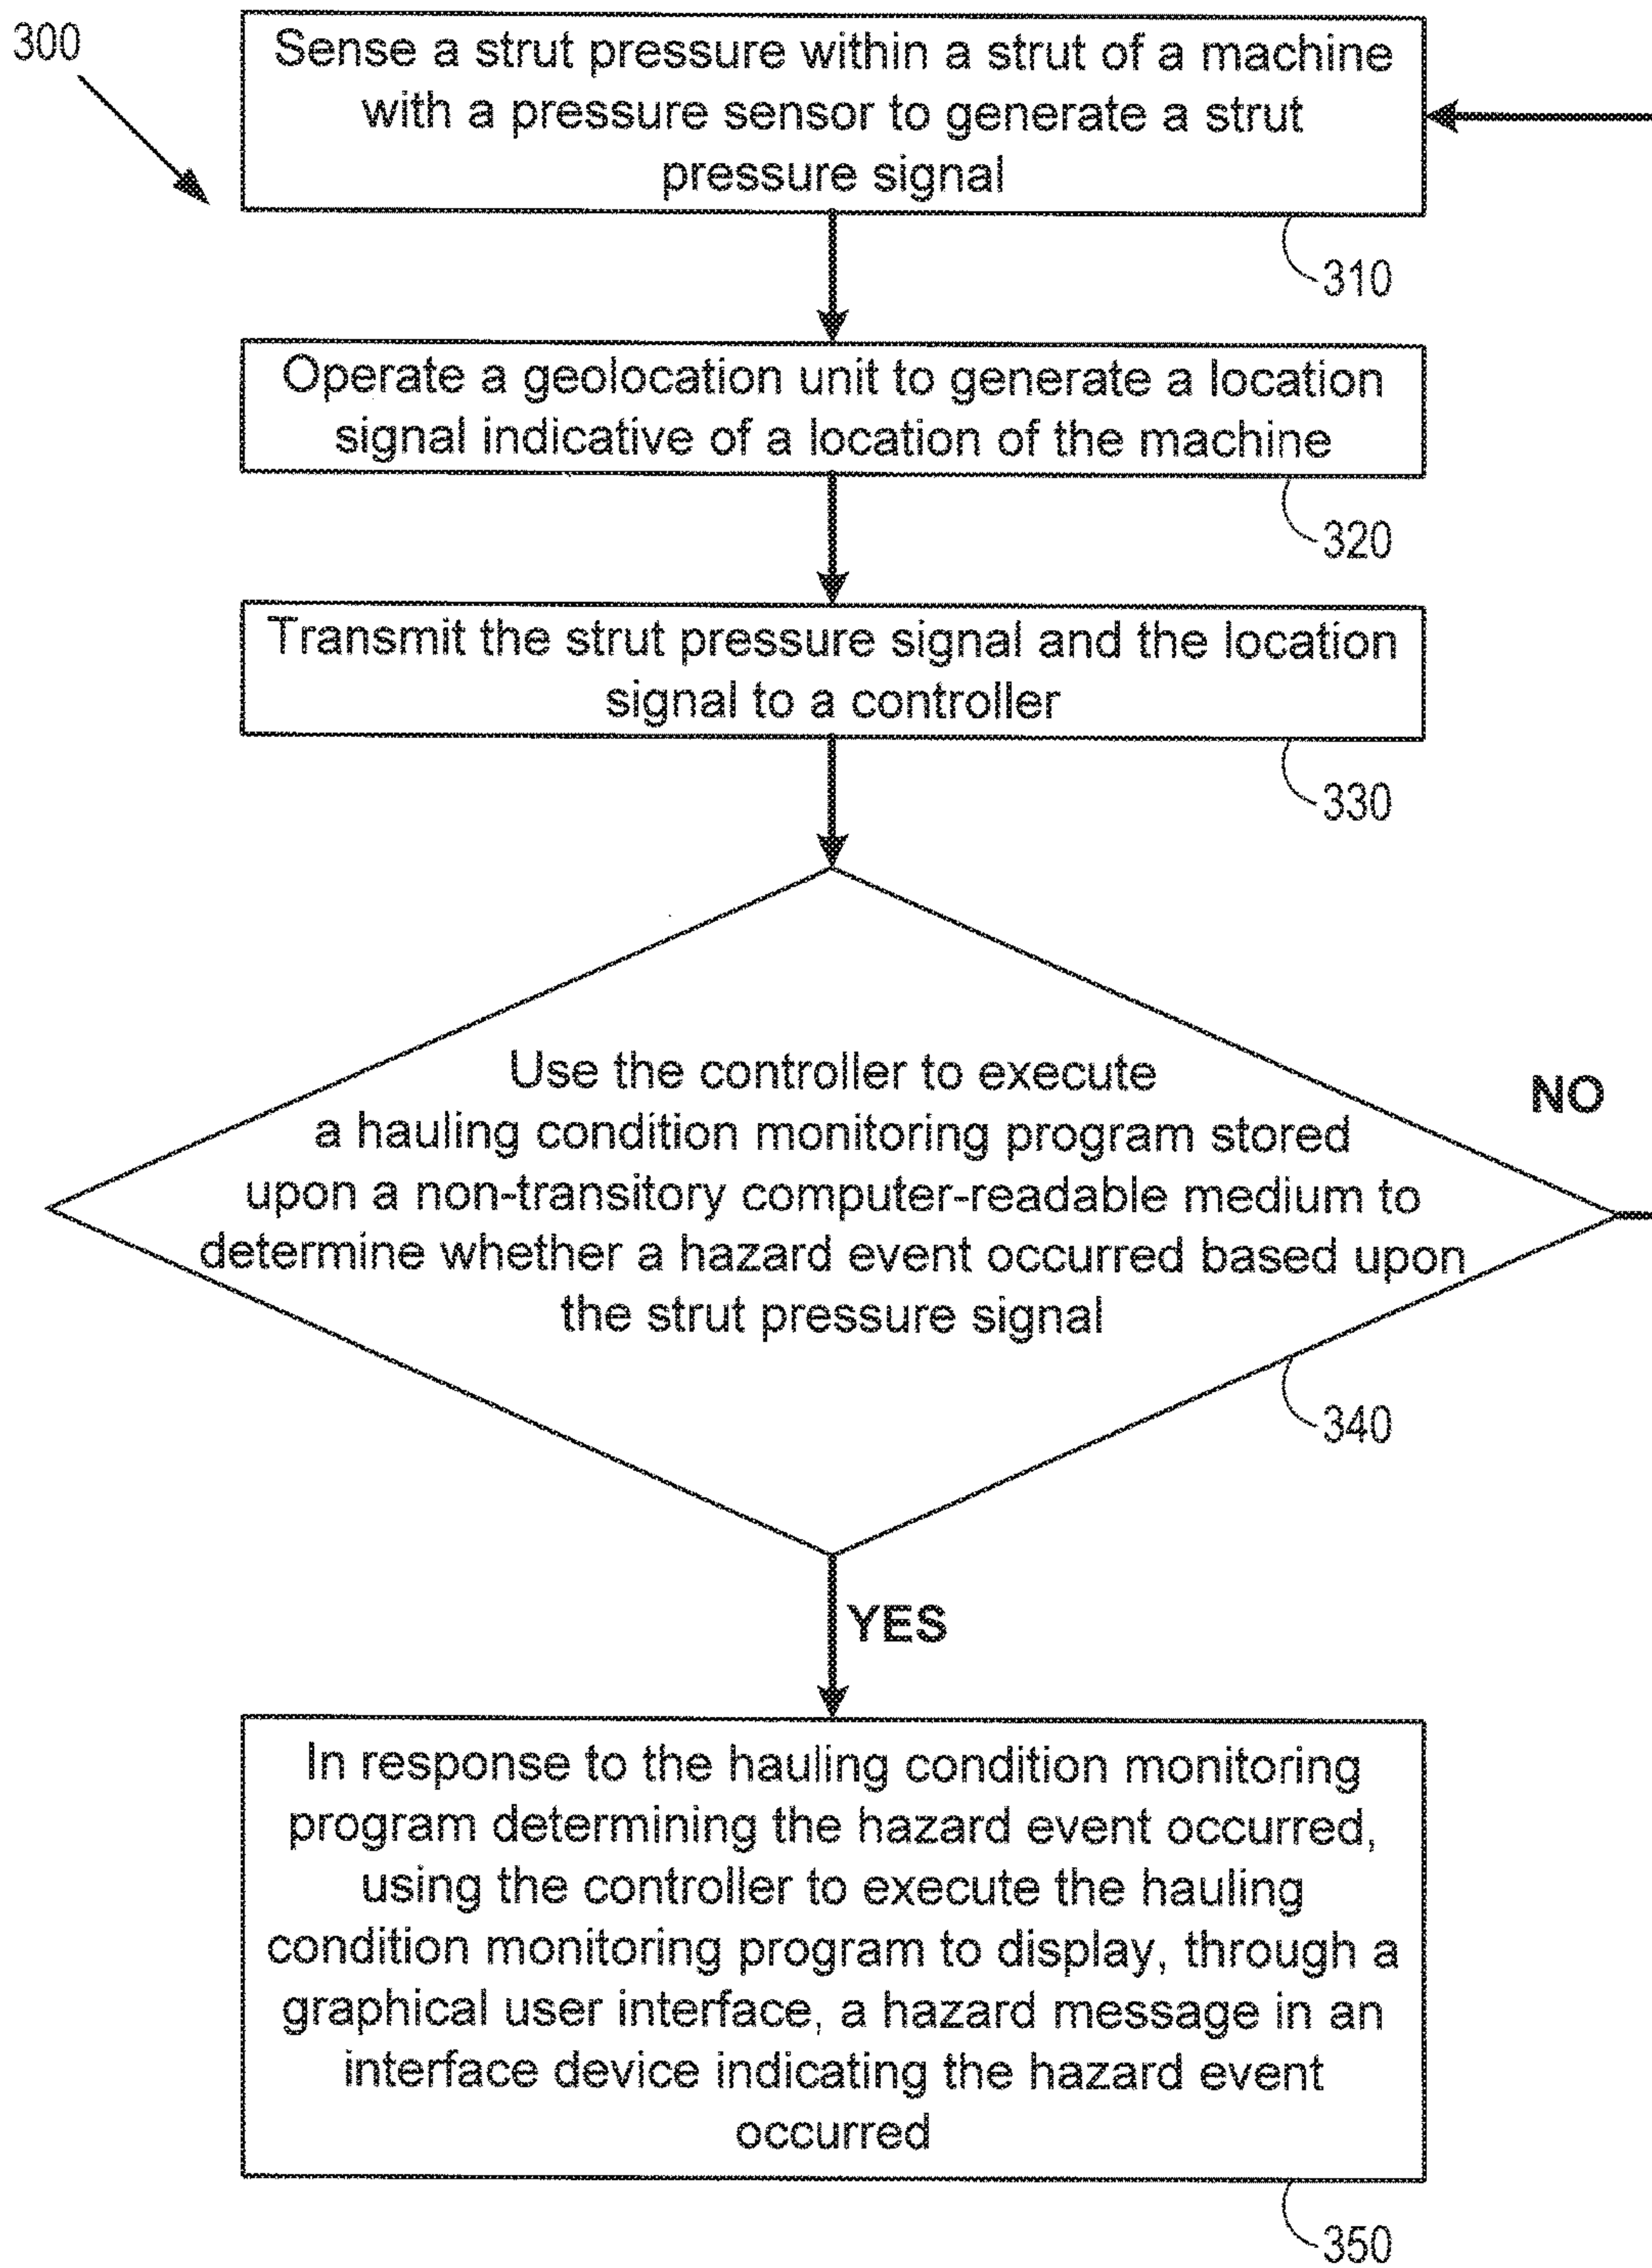 300
Sense a strut pressure within a strut of a machine
with a pressure sensor to generate a strut
pressure signal
310
Operate a geolocation unit to generate a location
signal indicative of a location of the machine
320
Transmit the strut pressure signal and the location
signal to a controller
330
Use the controller to execute
a hauling condition monitoring program stored
upon a non-transitory computer-readable medium to
determine whether a hazard event occurred based upon
the strut pressure signal
NO
340
YES
In response to the hauling condition monitoring
program determining the hazard event occurred,
using the controller to execute the hauling
condition monitoring program to display, through a
graphical user interface, a hazard message in an
interface device indicating the hazard event
occurred
350